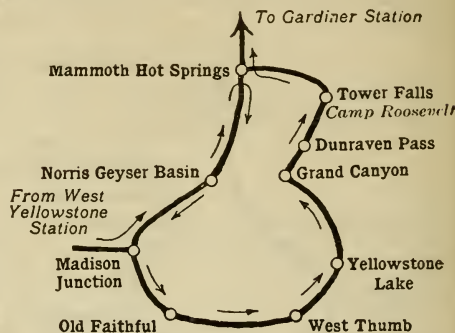 To Gardiner Station
Mammoth Hot Springs
Tower Falls
Camp Roosevelt
Dunraven Pass
Norris Geyser Basin
Grand Canyon
From West
Yellowstone
Station
Madison
Junction
Yellowstone
Lake
Old Faithful
West Thumb